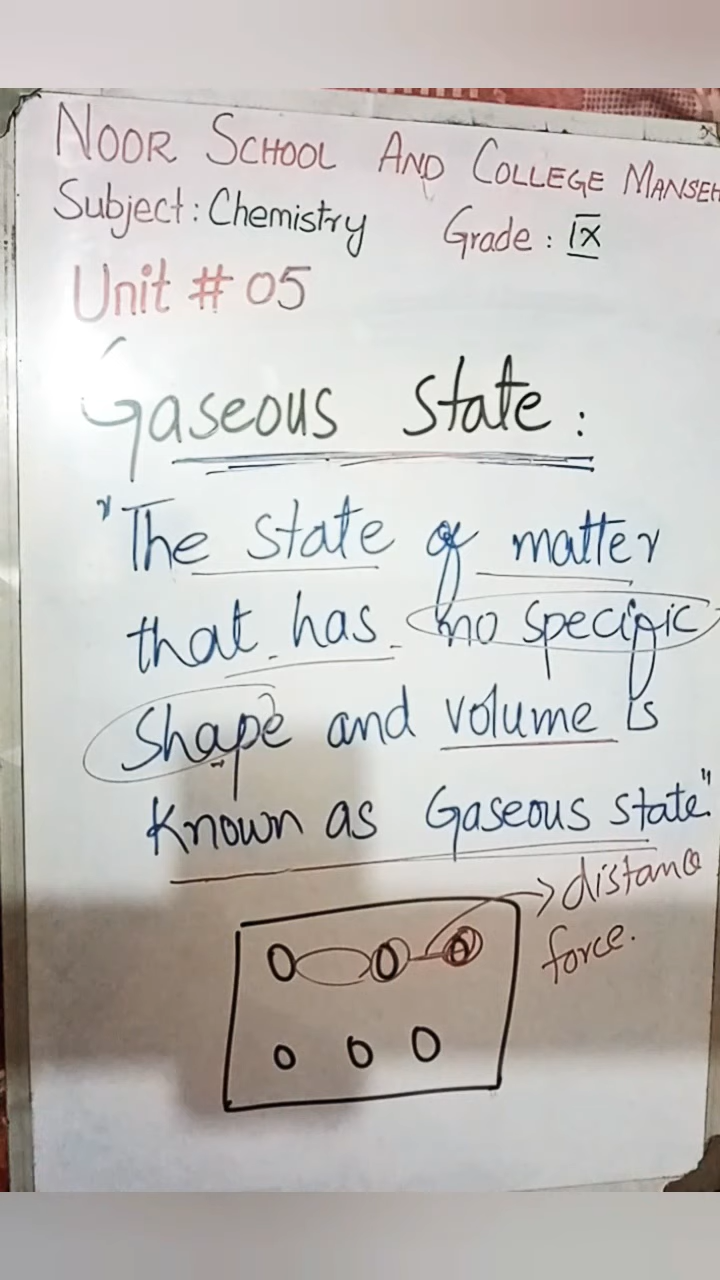 NOOR SCHOOL AND COLLEGE MANSEH
Subject: Chemistry Grade: IX
Unit # 05
Gaseous state:
"The state of matter
that has no specific
shape and volume is
known as Gaseous state."
distance
force.